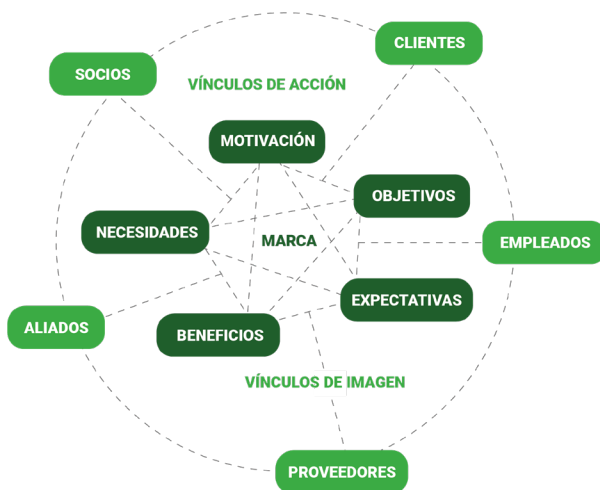 CLIENTES
SOCIOS
VÍNCULOS DE ACCIÓN
MOTIVACIÓN
OBJETIVOS
NECESIDADES
MARCA
EMPLEADOS
EXPECTATIVAS
ALIADOS
BENEFICIOS
VÍNCULOS DE IMAGEN
PROVEEDORES